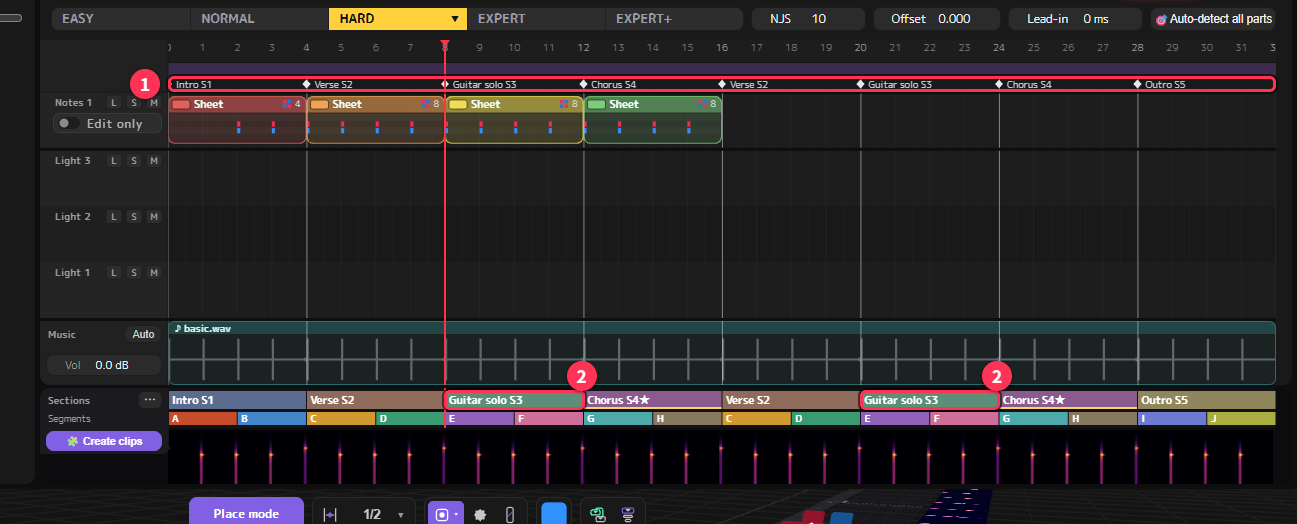 EASY NORMAL HARD ▼ EXPERT EXPERT+ NJS 10 Offset 0.000 Lead-in 0 ms Auto-detect all parts
1 2 3 4 5 6 7 8 9 10 11 12 13 14 15 16 17 18 19 20 21 22 23 24 25 26 27 28 29 30 31 3
1 Intro S1 Verse S2 Guitar solo S3 Chorus S4 Verse S2 Guitar solo S3 Chorus S4 Outro S5
Notes 1 L S M Sheet 4 Sheet 8 Sheet 8 Sheet 8
Edit only
Light 3 L S M
Light 2 L S M
Light 1 L S M
Music Auto ♪ basic.wav
Vol 0.0 dB
2 2
Sections ... Intro S1 Verse S2 Guitar solo S3 Chorus S4★ Verse S2 Guitar solo S3 Chorus S4★ Outro S5
Segments A B C D E F G H C D E F G H I J
Create clips
Place mode 1/2 ▼